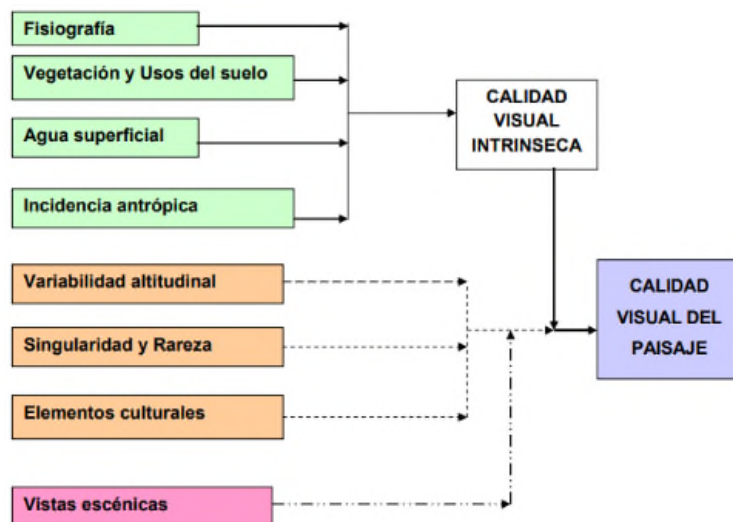 Fisiografía
Vegetación y Usos del suelo
Agua superficial
Incidencia antrópica
CALIDAD
VISUAL
INTRINSECA
Variabilidad altitudinal
Singularidad y Rareza
Elementos culturales
Vistas escénicas
CALIDAD
VISUAL DEL
PAISAJE